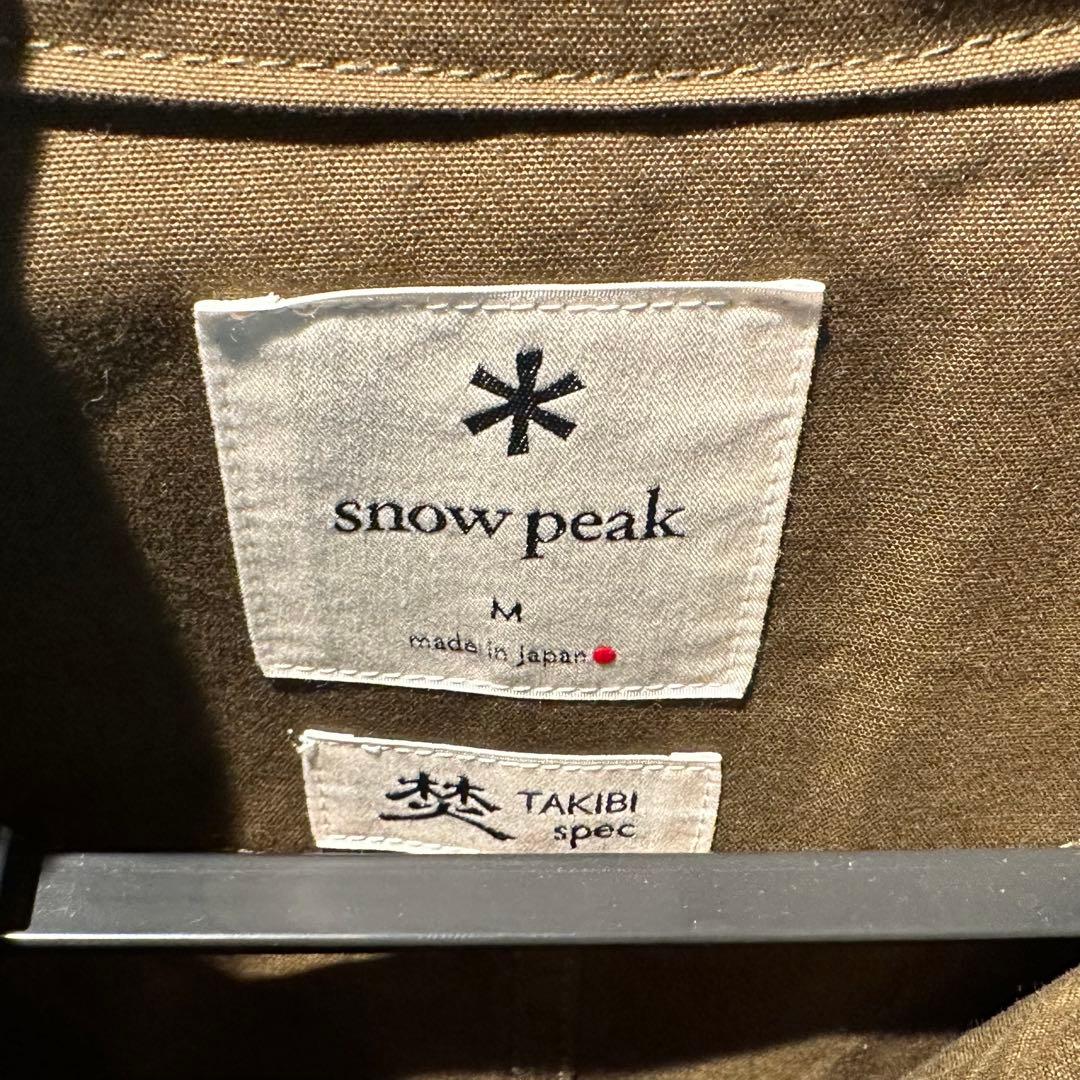 snow peak
M
made in japan
焚 TAKIBI
spec